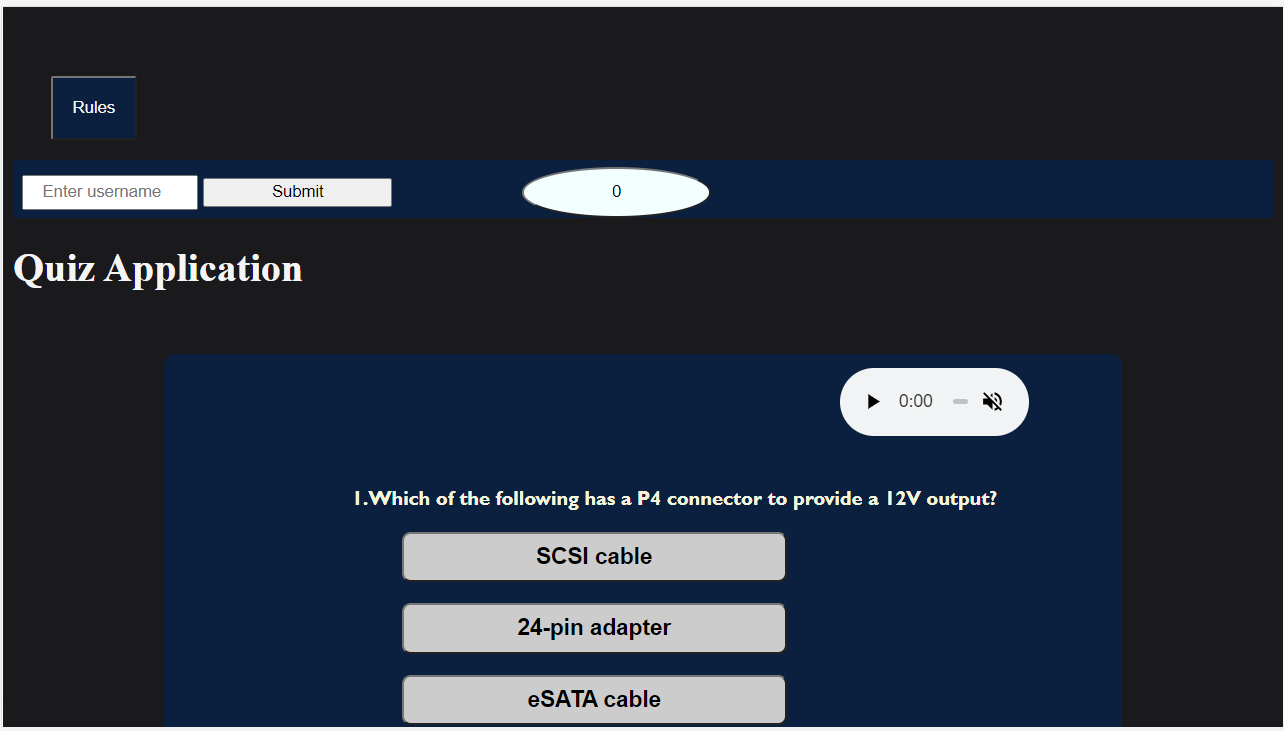 Rules
Enter username Submit 0
Quiz Application
0:00
1.Which of the following has a P4 connector to provide a 12V output?
SCSI cable
24-pin adapter
eSATA cable